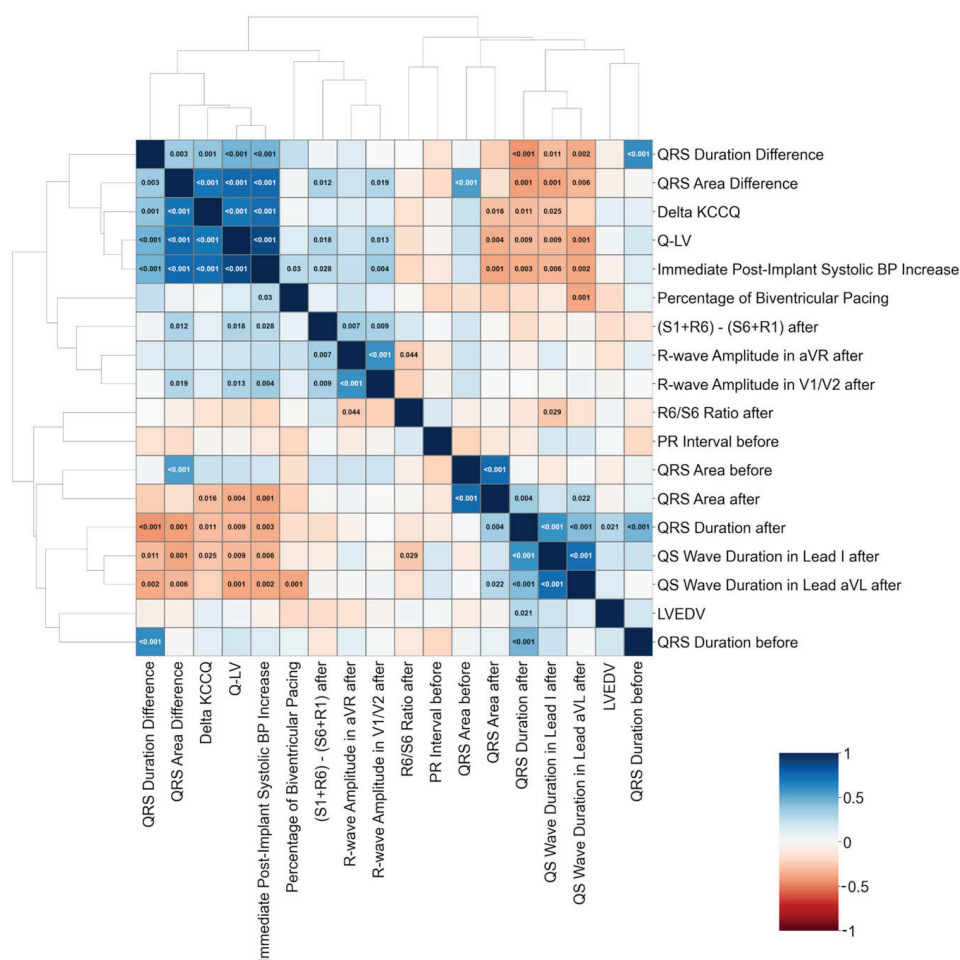 0.003 0.001 <0.001 <0.001 <0.001 0.011 0.002 <0.001 QRS Duration Difference
0.003 <0.001 <0.001 <0.001 0.012 0.019 <0.001 0.001 0.001 0.006 QRS Area Difference
0.001 <0.001 <0.001 <0.001 0.016 0.011 0.025 Delta KCCQ
<0.001 <0.001 <0.001 <0.001 0.018 0.013 0.004 0.009 0.009 0.001 Q-LV
<0.001 <0.001 <0.001 <0.001 0.03 0.028 0.004 0.001 0.003 0.006 0.002 Immediate Post-Implant Systolic BP Increase
0.03 0.001 Percentage of Biventricular Pacing
0.012 0.018 0.028 0.007 0.009 (S1+R6) - (S6+R1) after
0.007 <0.001 0.044 R-wave Amplitude in aVR after
0.019 0.013 0.004 0.009 <0.001 R-wave Amplitude in V1/V2 after
0.044 0.029 R6/S6 Ratio after
PR Interval before
<0.001 <0.001 QRS Area before
0.016 0.004 0.001 <0.001 0.004 0.022 QRS Area after
<0.001 0.001 0.011 0.009 0.003 0.004 <0.001 <0.001 0.021 <0.001 QRS Duration after
0.011 0.001 0.025 0.009 0.006 0.029 <0.001 <0.001 QS Wave Duration in Lead I after
0.002 0.006 0.001 0.002 0.001 0.022 <0.001 <0.001 QS Wave Duration in Lead aVL after
0.021 LVEDV
<0.001 <0.001 QRS Duration before
QRS Duration Difference
QRS Area Difference
Delta KCCQ
Q-LV
Immediate Post-Implant Systolic BP Increase
Percentage of Biventricular Pacing
(S1+R6) - (S6+R1) after
R-wave Amplitude in aVR after
R-wave Amplitude in V1/V2 after
R6/S6 Ratio after
PR Interval before
QRS Area before
QRS Area after
QRS Duration after
QS Wave Duration in Lead I after
QS Wave Duration in Lead aVL after
LVEDV
QRS Duration before
1
0.5
0
-0.5
-1